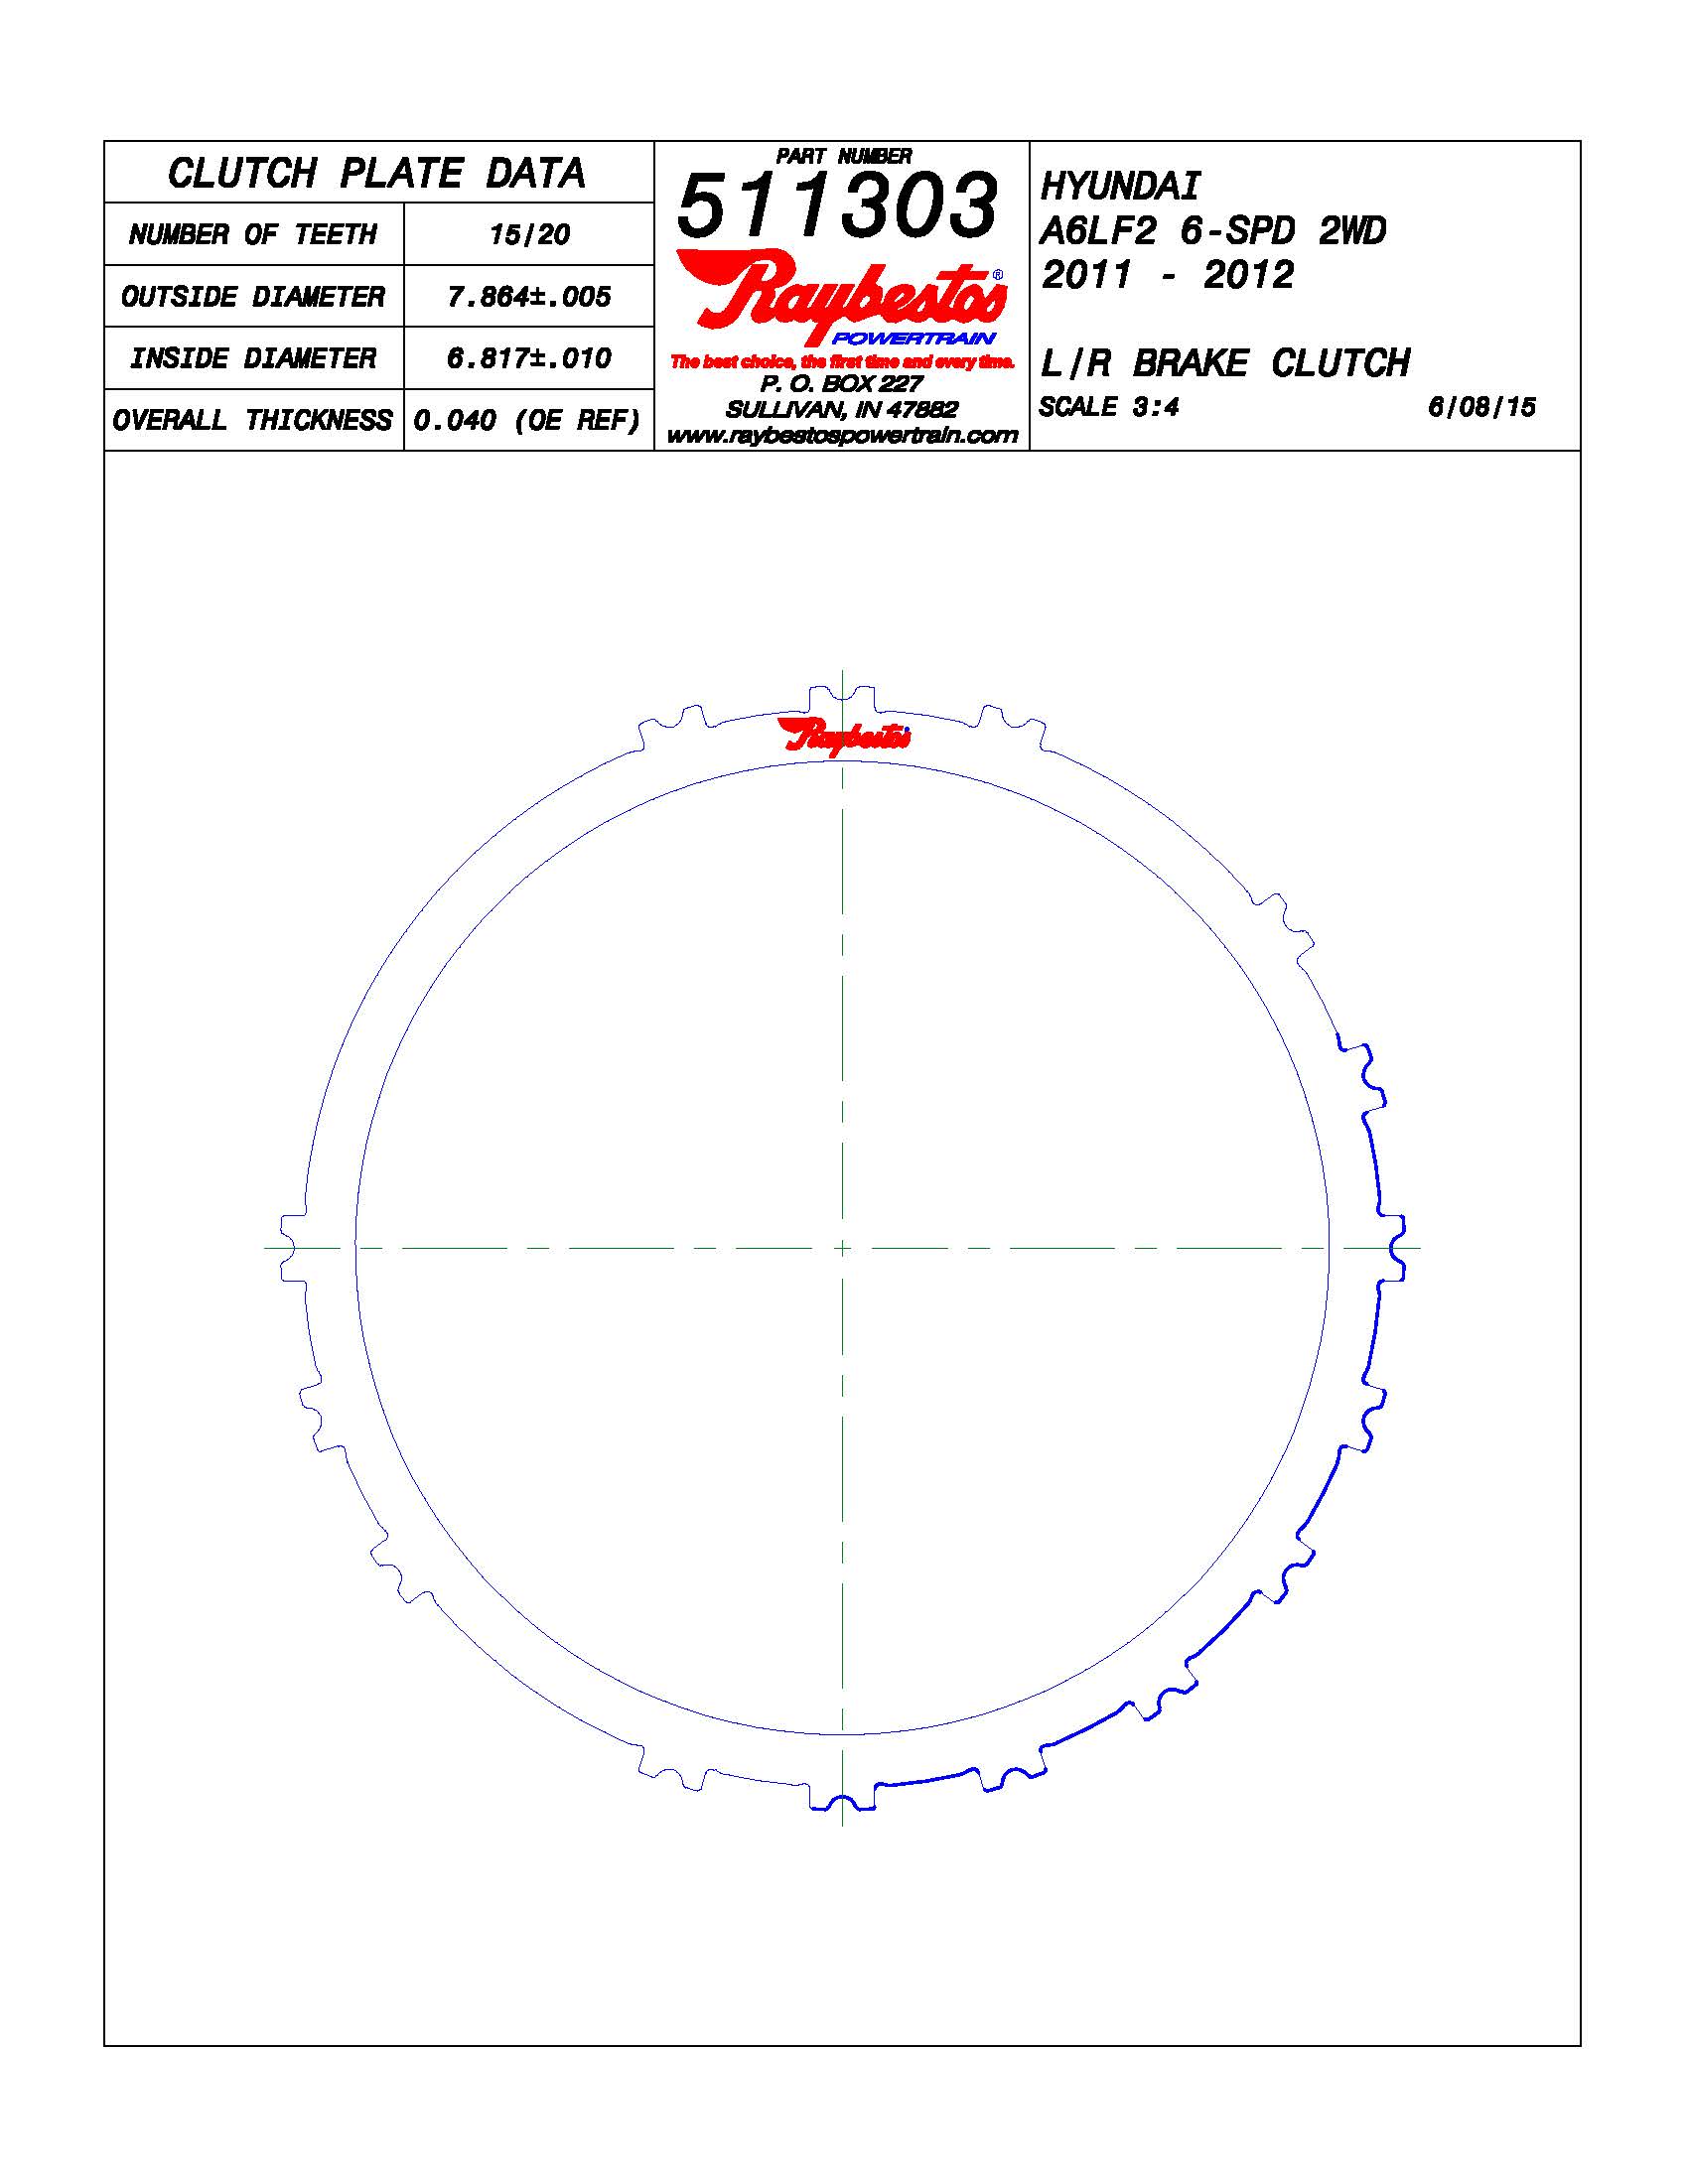 CLUTCH PLATE DATA
NUMBER OF TEETH 15/20
OUTSIDE DIAMETER 7.864±.005
INSIDE DIAMETER 6.817±.010
OVERALL THICKNESS 0.040 (OE REF)
PART NUMBER
511303
Raybestos®
POWERTRAIN
The best choice, the first time and every time.
P. O. BOX 227
SULLIVAN, IN 47882
www.raybestospowertrain.com
HYUNDAI
A6LF2 6-SPD 2WD
2011 - 2012
L/R BRAKE CLUTCH
SCALE 3:4 6/08/15
Raybestos